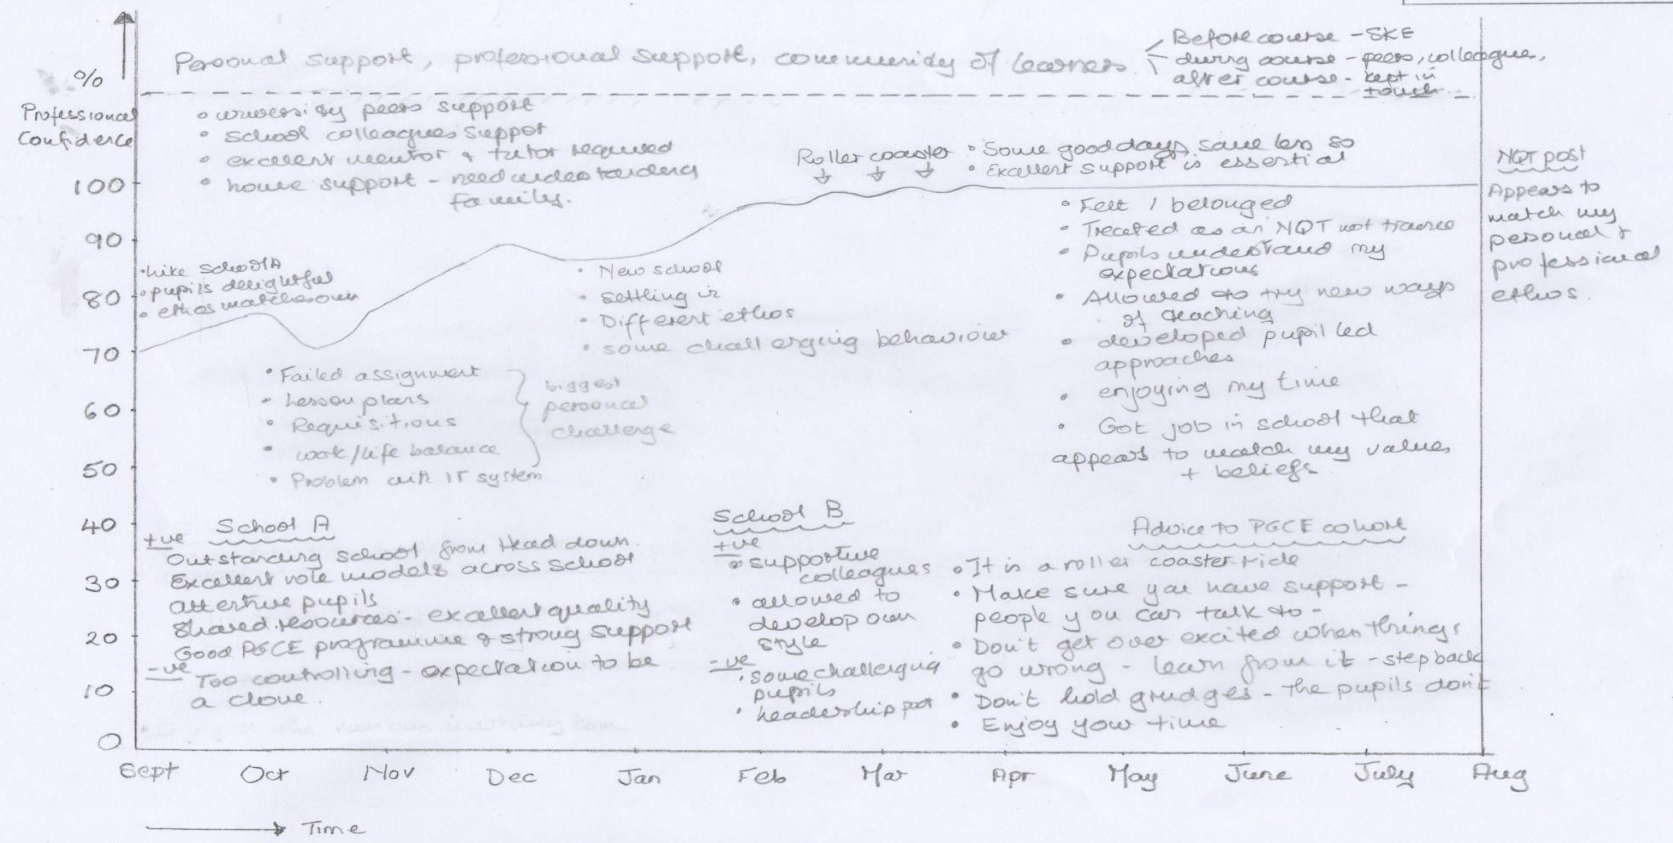 Personal support, professional support, community of learners
Before course - SKE
during course - peers, colleague,
after course - kept in
touch
%
Professional
Confidence
• university peers support
• school colleagues support
• excellent mentor + tutor required
• home support - need understanding
family.
Roller coaster
• Some good days, some less so
• Excellent support is essential
NQT post
Appears to
match my
personal +
professional
ethos.
100
90
80
70
60
50
40
30
20
10
0
• like School A
• pupils delightful
• ethos matches own
• New school
• settling in
• Different ethos
• some challenging behaviour
• Felt I belonged
• Treated as an NQT not trainee
• Pupils understand my
expectations
• Allowed to try new ways
of teaching
• developed pupil led
approaches
• enjoying my time
• Got job in school that
appears to match my values
+ beliefs
• Failed assignment
• Lesson plans
• Requisitions
• work/life balance
• Problem with IT system
biggest
personal
challenge
School A
+ve
Outstanding school from Head down.
Excellent role models across school
attentive pupils
Shared resources - excellent quality
Good PGCE programme & strong support
-ve Too controlling - expectation to be
a clone.
School B
+ve
• supportive
colleagues
• allowed to
develop own
style
-ve
• some challenging
pupils
• leadership
Advice to PGCE cohort
• It is a roller coaster ride
• Make sure you have support -
people you can talk to -
• Don't get over excited when things
go wrong - learn from it - step back
• Don't hold grudges - the pupils don't
• Enjoy your time
Sept Oct Nov Dec Jan Feb Mar Apr May June July Aug
Time